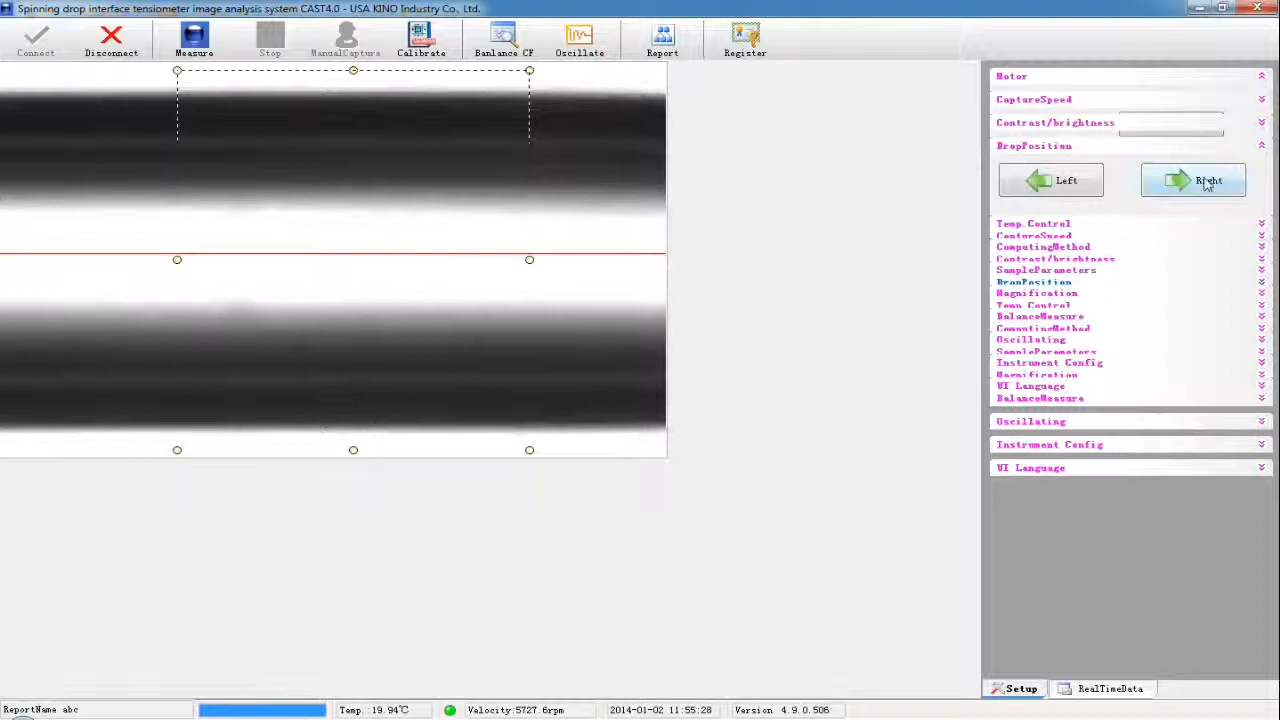 Spinning drop interface tensiometer image analysis system CAST4.0 - USA KINO Industry Co., Ltd.
Connect Disconnect Measure Stop ManualCapture Calibrate Banlance CF Oscillate Report Register
Motor
CaptureSpeed
Contrast/brightness
DropPosition
Left Right
Temp.Control
CaptureSpeed
ComputingMethod
Contrast/brightness
SampleParameters
DropPosition
Magnification
Temp.Control
BalanceMeasure
ComputingMethod
Oscillating
SampleParameters
Instrument Config
Magnification
UI Language
BalanceMeasure
Oscillating
Instrument Config
UI Language
Setup RealTimeData
ReportName abc Temp.:19.94℃ Velocity:5727.6rpm 2014-01-02 11:55:28 Version 4.9.0.506